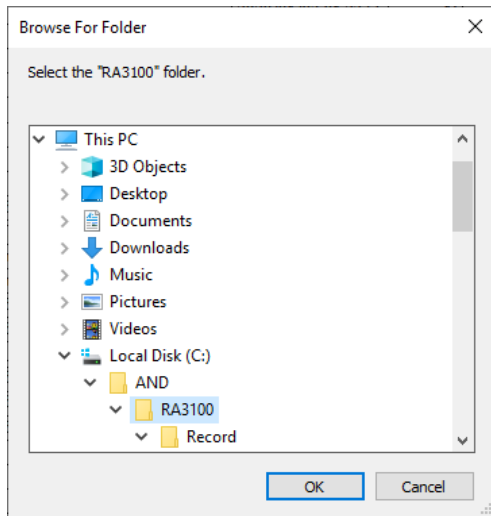 Browse For Folder
Select the "RA3100" folder.
This PC
3D Objects
Desktop
Documents
Downloads
Music
Pictures
Videos
Local Disk (C:)
AND
RA3100
Record
OK
Cancel